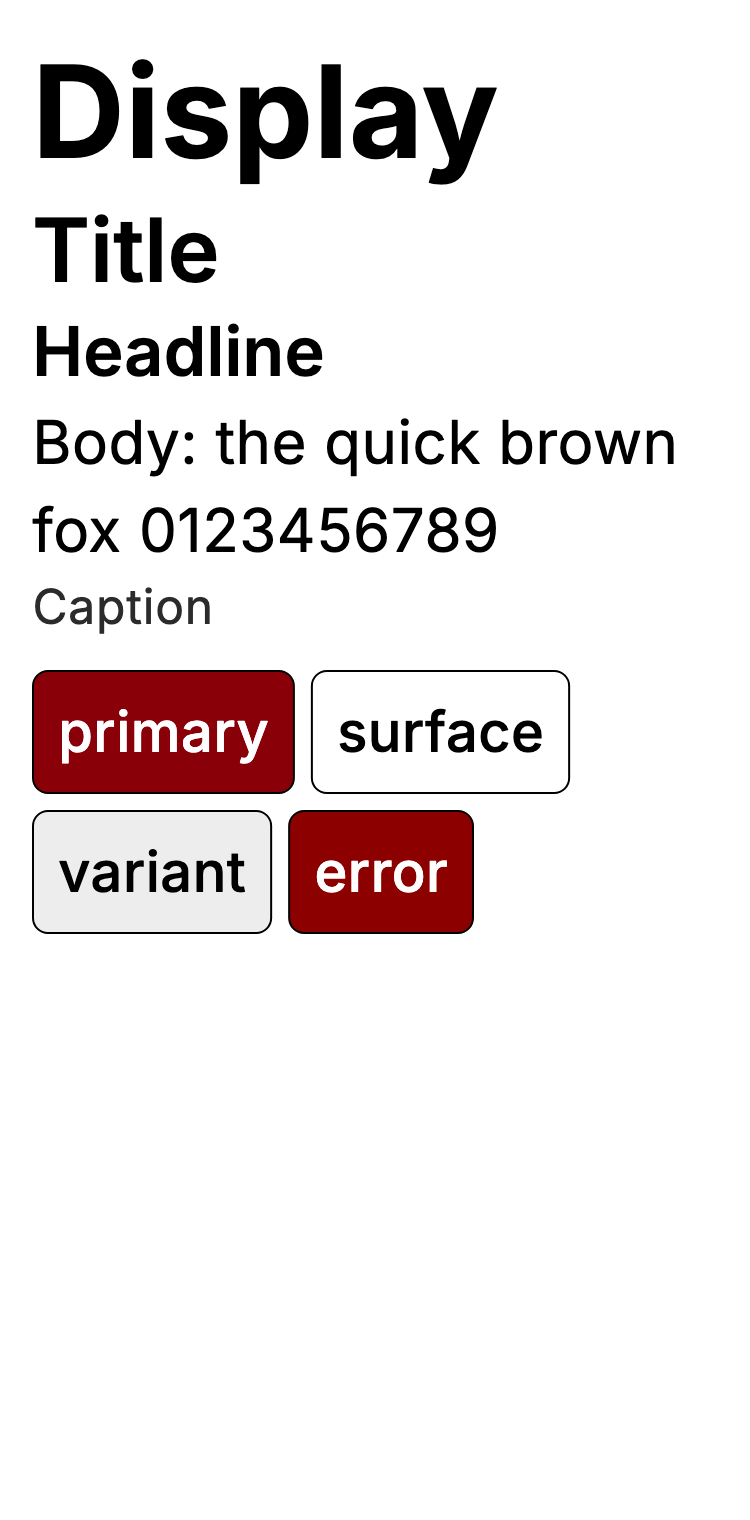 Display
Title
Headline
Body: the quick brown
fox 0123456789
Caption
primary surface
variant error